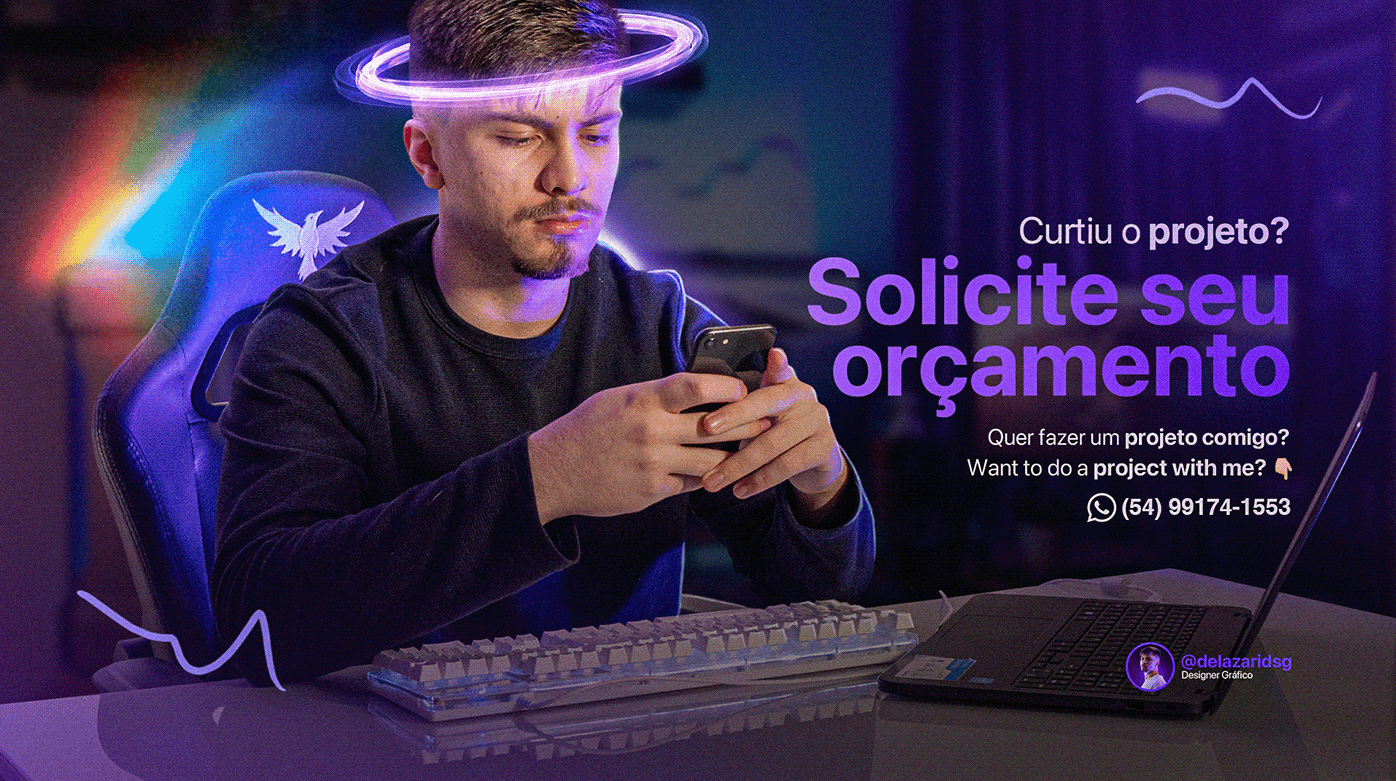 Curtiu o projeto?
Solicite seu
orçamento
Quer fazer um projeto comigo?
Want to do a project with me? 👇🏻
(54) 99174-1553
@delazaridsg
Designer Gráfico